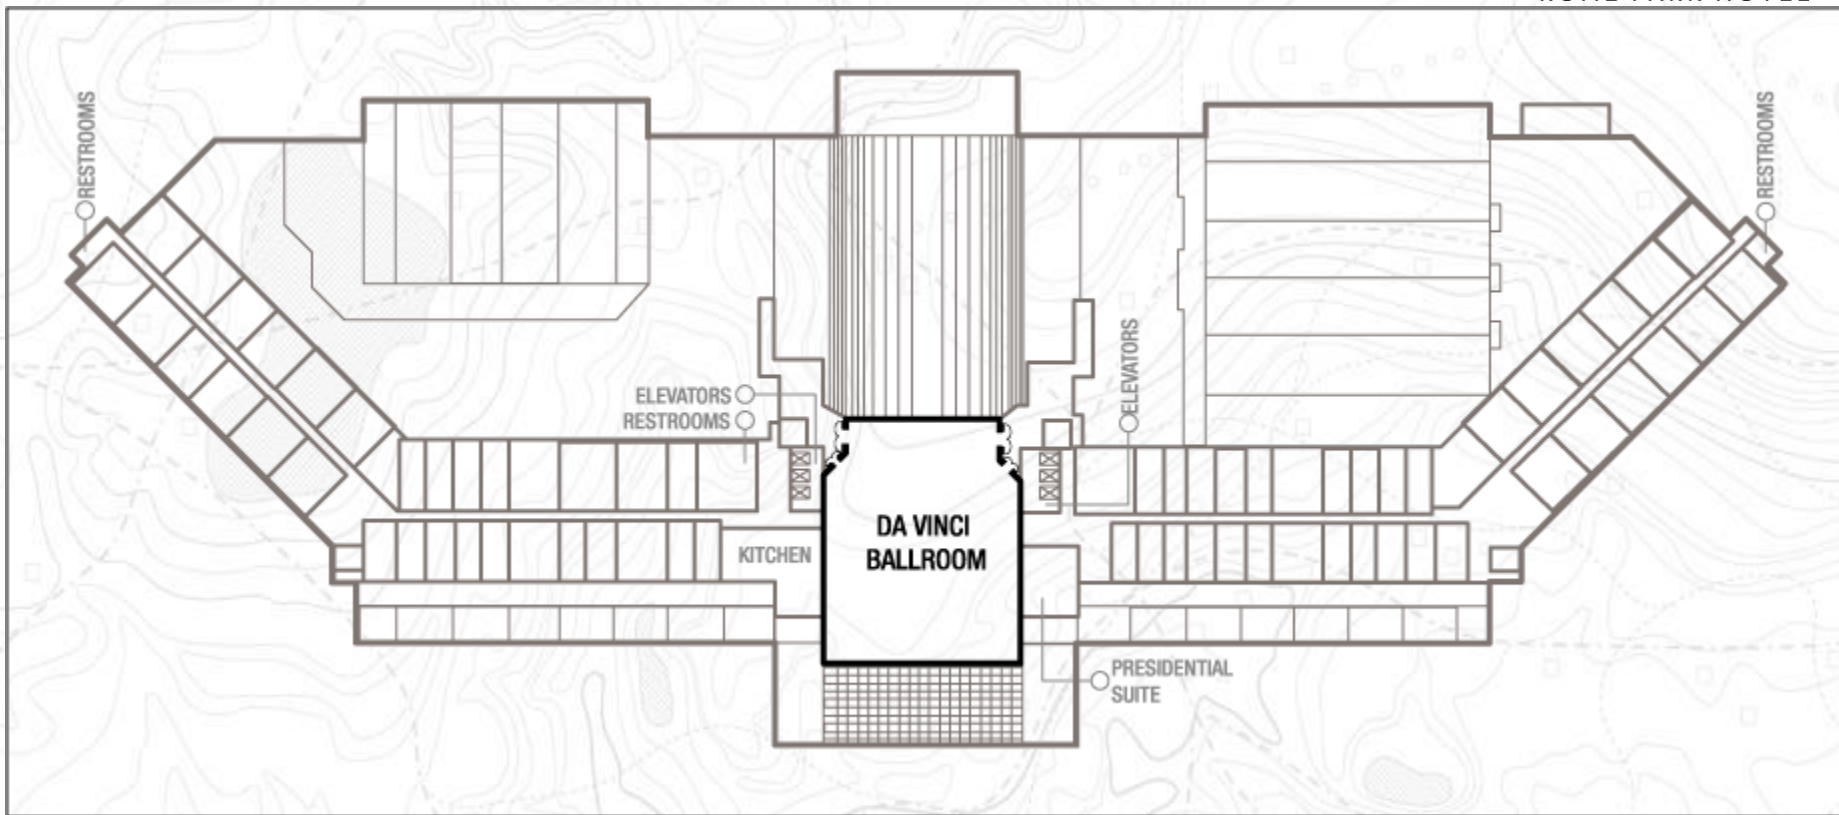 RESTROOMS
RESTROOMS
ELEVATORS
ELEVATORS
RESTROOMS
DA VINCI
BALLROOM
KITCHEN
PRESIDENTIAL
SUITE